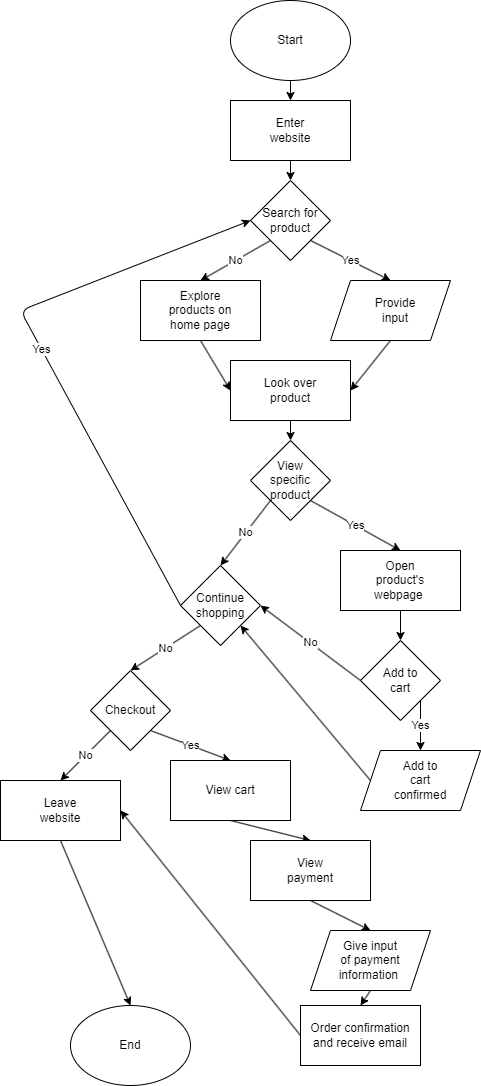 Start
Enter
website
Search for
product
No
Yes
Explore
products on
home page
Provide
input
Yes
Look over
product
View
specific
product
No
Yes
Open
product's
webpage
Continue
shopping
No
No
Add to
cart
Checkout
Yes
No
Yes
Add to
cart
confirmed
View cart
Leave
website
View
payment
Give input
of payment
information
Order confirmation
and receive email
End